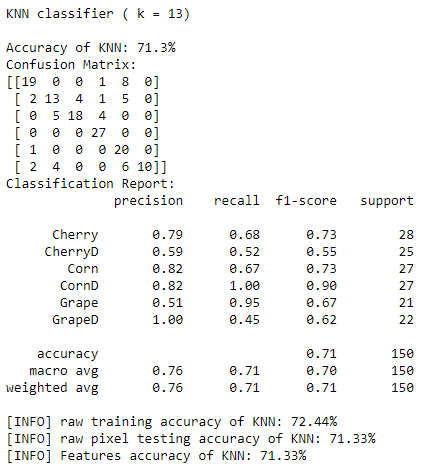 KNN classifier ( k = 13)
Accuracy of KNN: 71.3%
Confusion Matrix:
[[19  0  0  1  8  0]
 [ 2 13  4  1  5  0]
 [ 0  5 18  4  0  0]
 [ 0  0  0 27  0  0]
 [ 1  0  0  0 20  0]
 [ 2  4  0  0  6 10]]
Classification Report:
              precision    recall  f1-score   support
      Cherry       0.79      0.68      0.73        28
     CherryD       0.59      0.52      0.55        25
        Corn       0.82      0.67      0.73        27
       CornD       0.82      1.00      0.90        27
       Grape       0.51      0.95      0.67        21
      GrapeD       1.00      0.45      0.62        22
    accuracy                           0.71       150
   macro avg       0.76      0.71      0.70       150
weighted avg       0.76      0.71      0.71       150
[INFO] raw training accuracy of KNN: 72.44%
[INFO] raw pixel testing accuracy of KNN: 71.33%
[INFO] Features accuracy of KNN: 71.33%